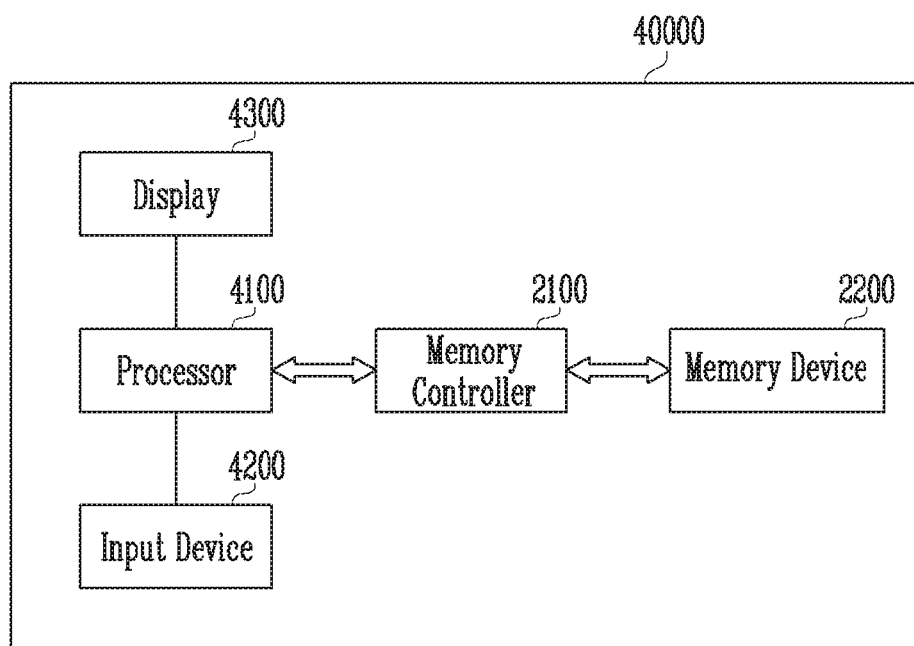 40000
4300
Display
4100
2100
2200
Processor
Memory
Controller
Memory Device
4200
Input Device